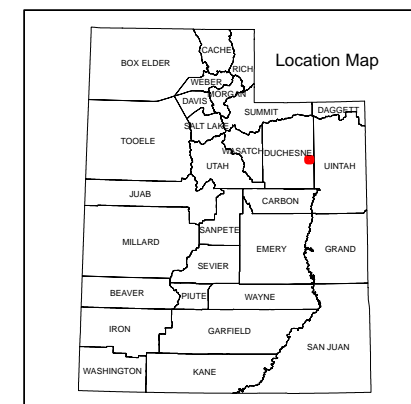 Location Map
CACHE
BOX ELDER
RICH
WEBER
MORGAN
DAVIS
SUMMIT
DAGGETT
SALT LAKE
TOOELE
WASATCH
DUCHESNE
UTAH
UINTAH
JUAB
CARBON
SANPETE
MILLARD
EMERY
GRAND
SEVIER
BEAVER
PIUTE
WAYNE
IRON
GARFIELD
SAN JUAN
WASHINGTON
KANE